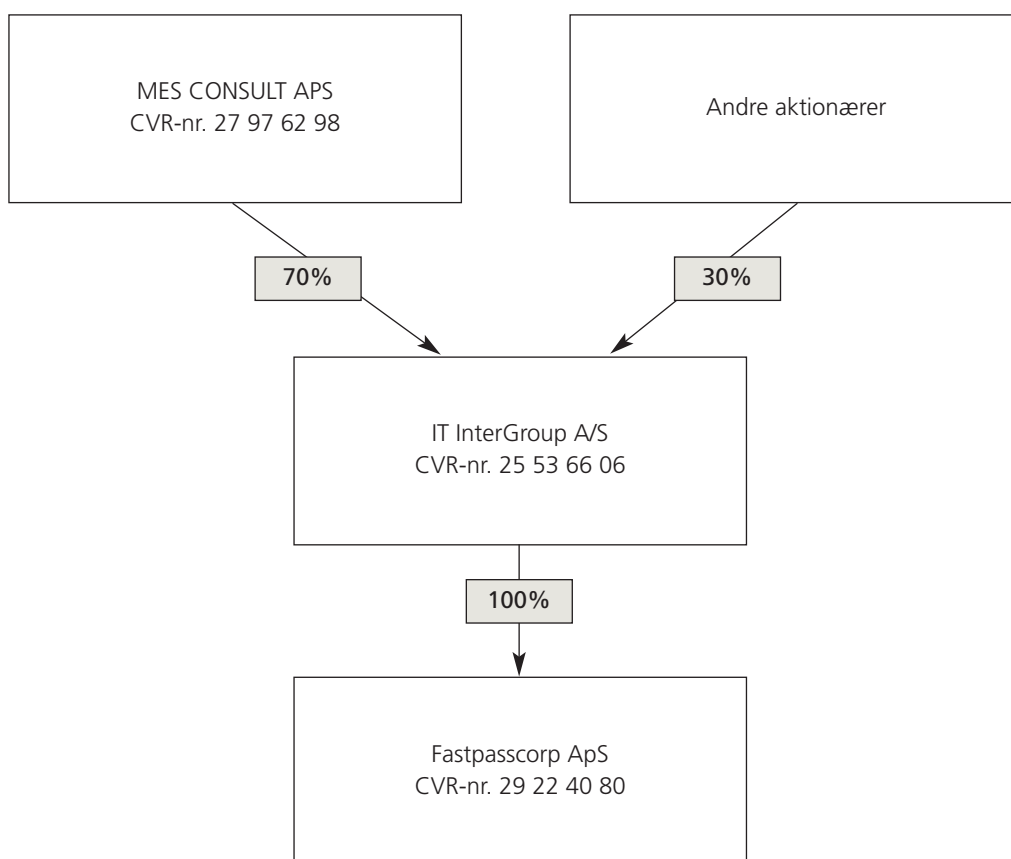 MES CONSULT APS
CVR-nr. 27 97 62 98
Andre aktionærer
70%
30%
IT InterGroup A/S
CVR-nr. 25 53 66 06
100%
Fastpasscorp ApS
CVR-nr. 29 22 40 80